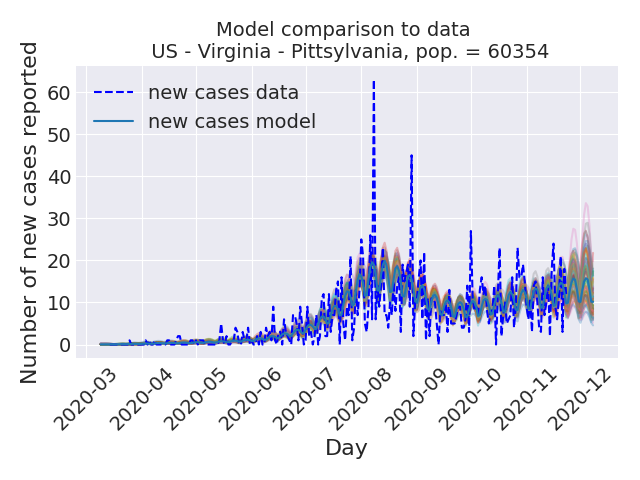 Model comparison to data
US - Virginia - Pittsylvania, pop. = 60354
Number of new cases reported
new cases data
new cases model
60
50
40
30
20
10
0
2020-03
2020-04
2020-05
2020-06
2020-07
2020-08
2020-09
2020-10
2020-11
2020-12
Day